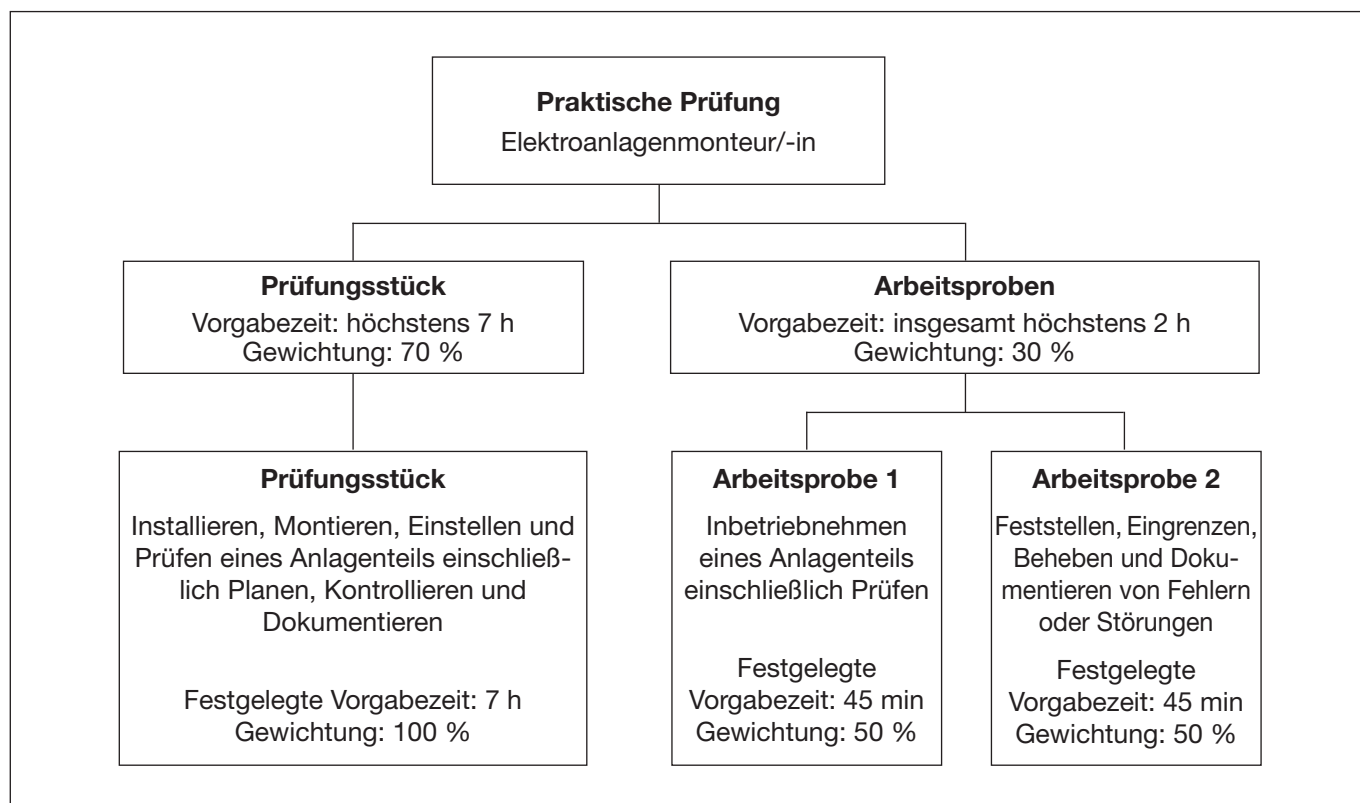 Praktische Prüfung
Elektroanlagenmonteur/-in
Prüfungsstück
Vorgabezeit: höchstens 7 h
Gewichtung: 70 %
Arbeitsproben
Vorgabezeit: insgesamt höchstens 2 h
Gewichtung: 30 %
Prüfungsstück
Installieren, Montieren, Einstellen und
Prüfen eines Anlagenteils einschließ-
lich Planen, Kontrollieren und
Dokumentieren
Festgelegte Vorgabezeit: 7 h
Gewichtung: 100 %
Arbeitsprobe 1
Inbetriebnehmen
eines Anlagenteils
einschließlich Prüfen
Festgelegte
Vorgabezeit: 45 min
Gewichtung: 50 %
Arbeitsprobe 2
Feststellen, Eingrenzen,
Beheben und Doku-
mentieren von Fehlern
oder Störungen
Festgelegte
Vorgabezeit: 45 min
Gewichtung: 50 %